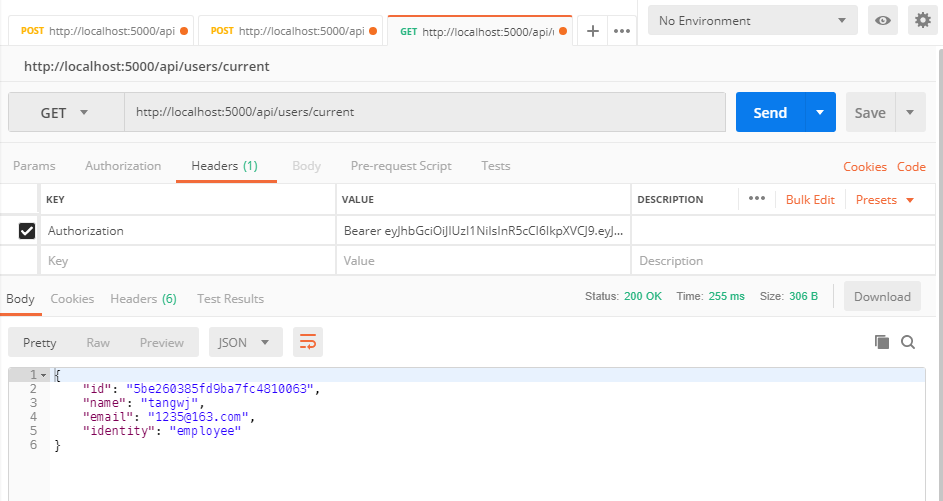 POST http://localhost:5000/api POST http://localhost:5000/api GET http://localhost:5000/api/u + ••• No Environment
http://localhost:5000/api/users/current
GET http://localhost:5000/api/users/current Send Save
Params Authorization Headers (1) Body Pre-request Script Tests Cookies Code
KEY VALUE DESCRIPTION ••• Bulk Edit Presets
Authorization Bearer eyJhbGciOiJIUzI1NiIsInR5cCI6IkpXVCJ9.eyJ...
Key Value Description
Body Cookies Headers (6) Test Results Status: 200 OK Time: 255 ms Size: 306 B Download
Pretty Raw Preview JSON
1 {
2 "id": "5be260385fd9ba7fc4810063",
3 "name": "tangwj",
4 "email": "1235@163.com",
5 "identity": "employee"
6 }